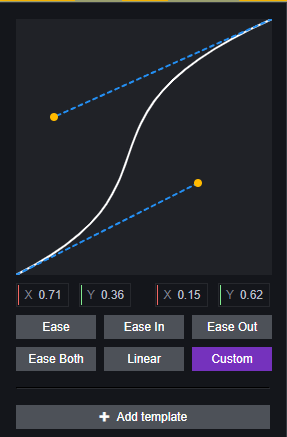 X 0.71 Y 0.36 X 0.15 Y 0.62
Ease Ease In Ease Out
Ease Both Linear Custom
Add template